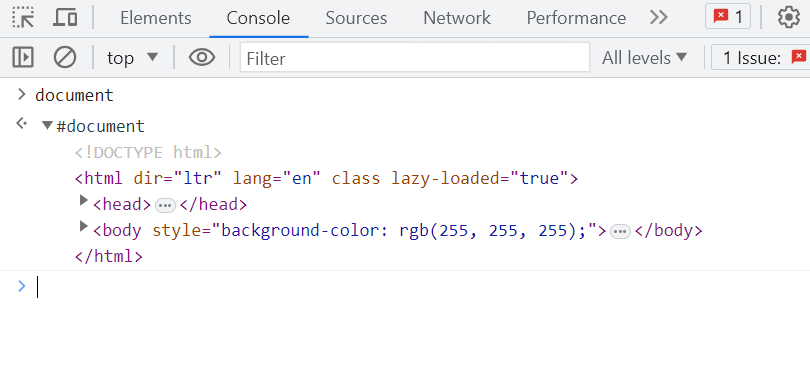 Elements Console Sources Network Performance 1
top Filter All levels 1 Issue:
document
#document
<!DOCTYPE html>
<html dir="ltr" lang="en" class lazy-loaded="true">
<head>…</head>
<body style="background-color: rgb(255, 255, 255);">…</body>
</html>